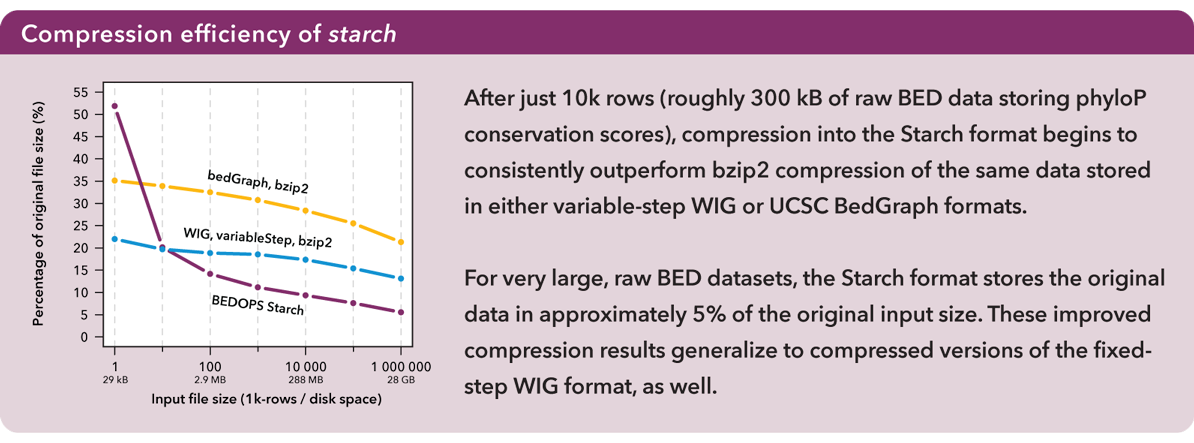 Compression efficiency of starch
Percentage of original file size (%)
55
50
45
40
35
30
25
20
15
10
5
0
bedGraph, bzip2
WIG, variableStep, bzip2
BEDOPS Starch
1 100 10 000 1 000 000
29 kB 2.9 MB 288 MB 28 GB
Input file size (1k-rows / disk space)
After just 10k rows (roughly 300 kB of raw BED data storing phyloP
conservation scores), compression into the Starch format begins to
consistently outperform bzip2 compression of the same data stored
in either variable-step WIG or UCSC BedGraph formats.
For very large, raw BED datasets, the Starch format stores the original
data in approximately 5% of the original input size. These improved
compression results generalize to compressed versions of the fixed-
step WIG format, as well.